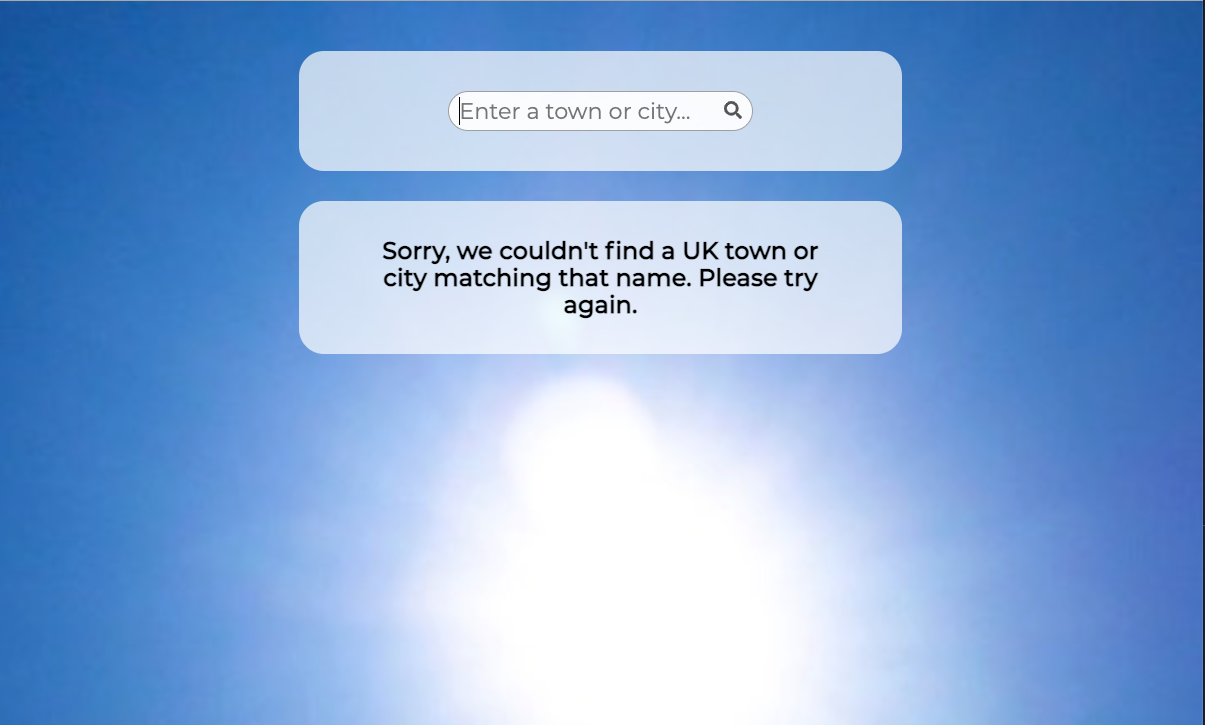 Enter a town or city...
Sorry, we couldn't find a UK town or
city matching that name. Please try
again.